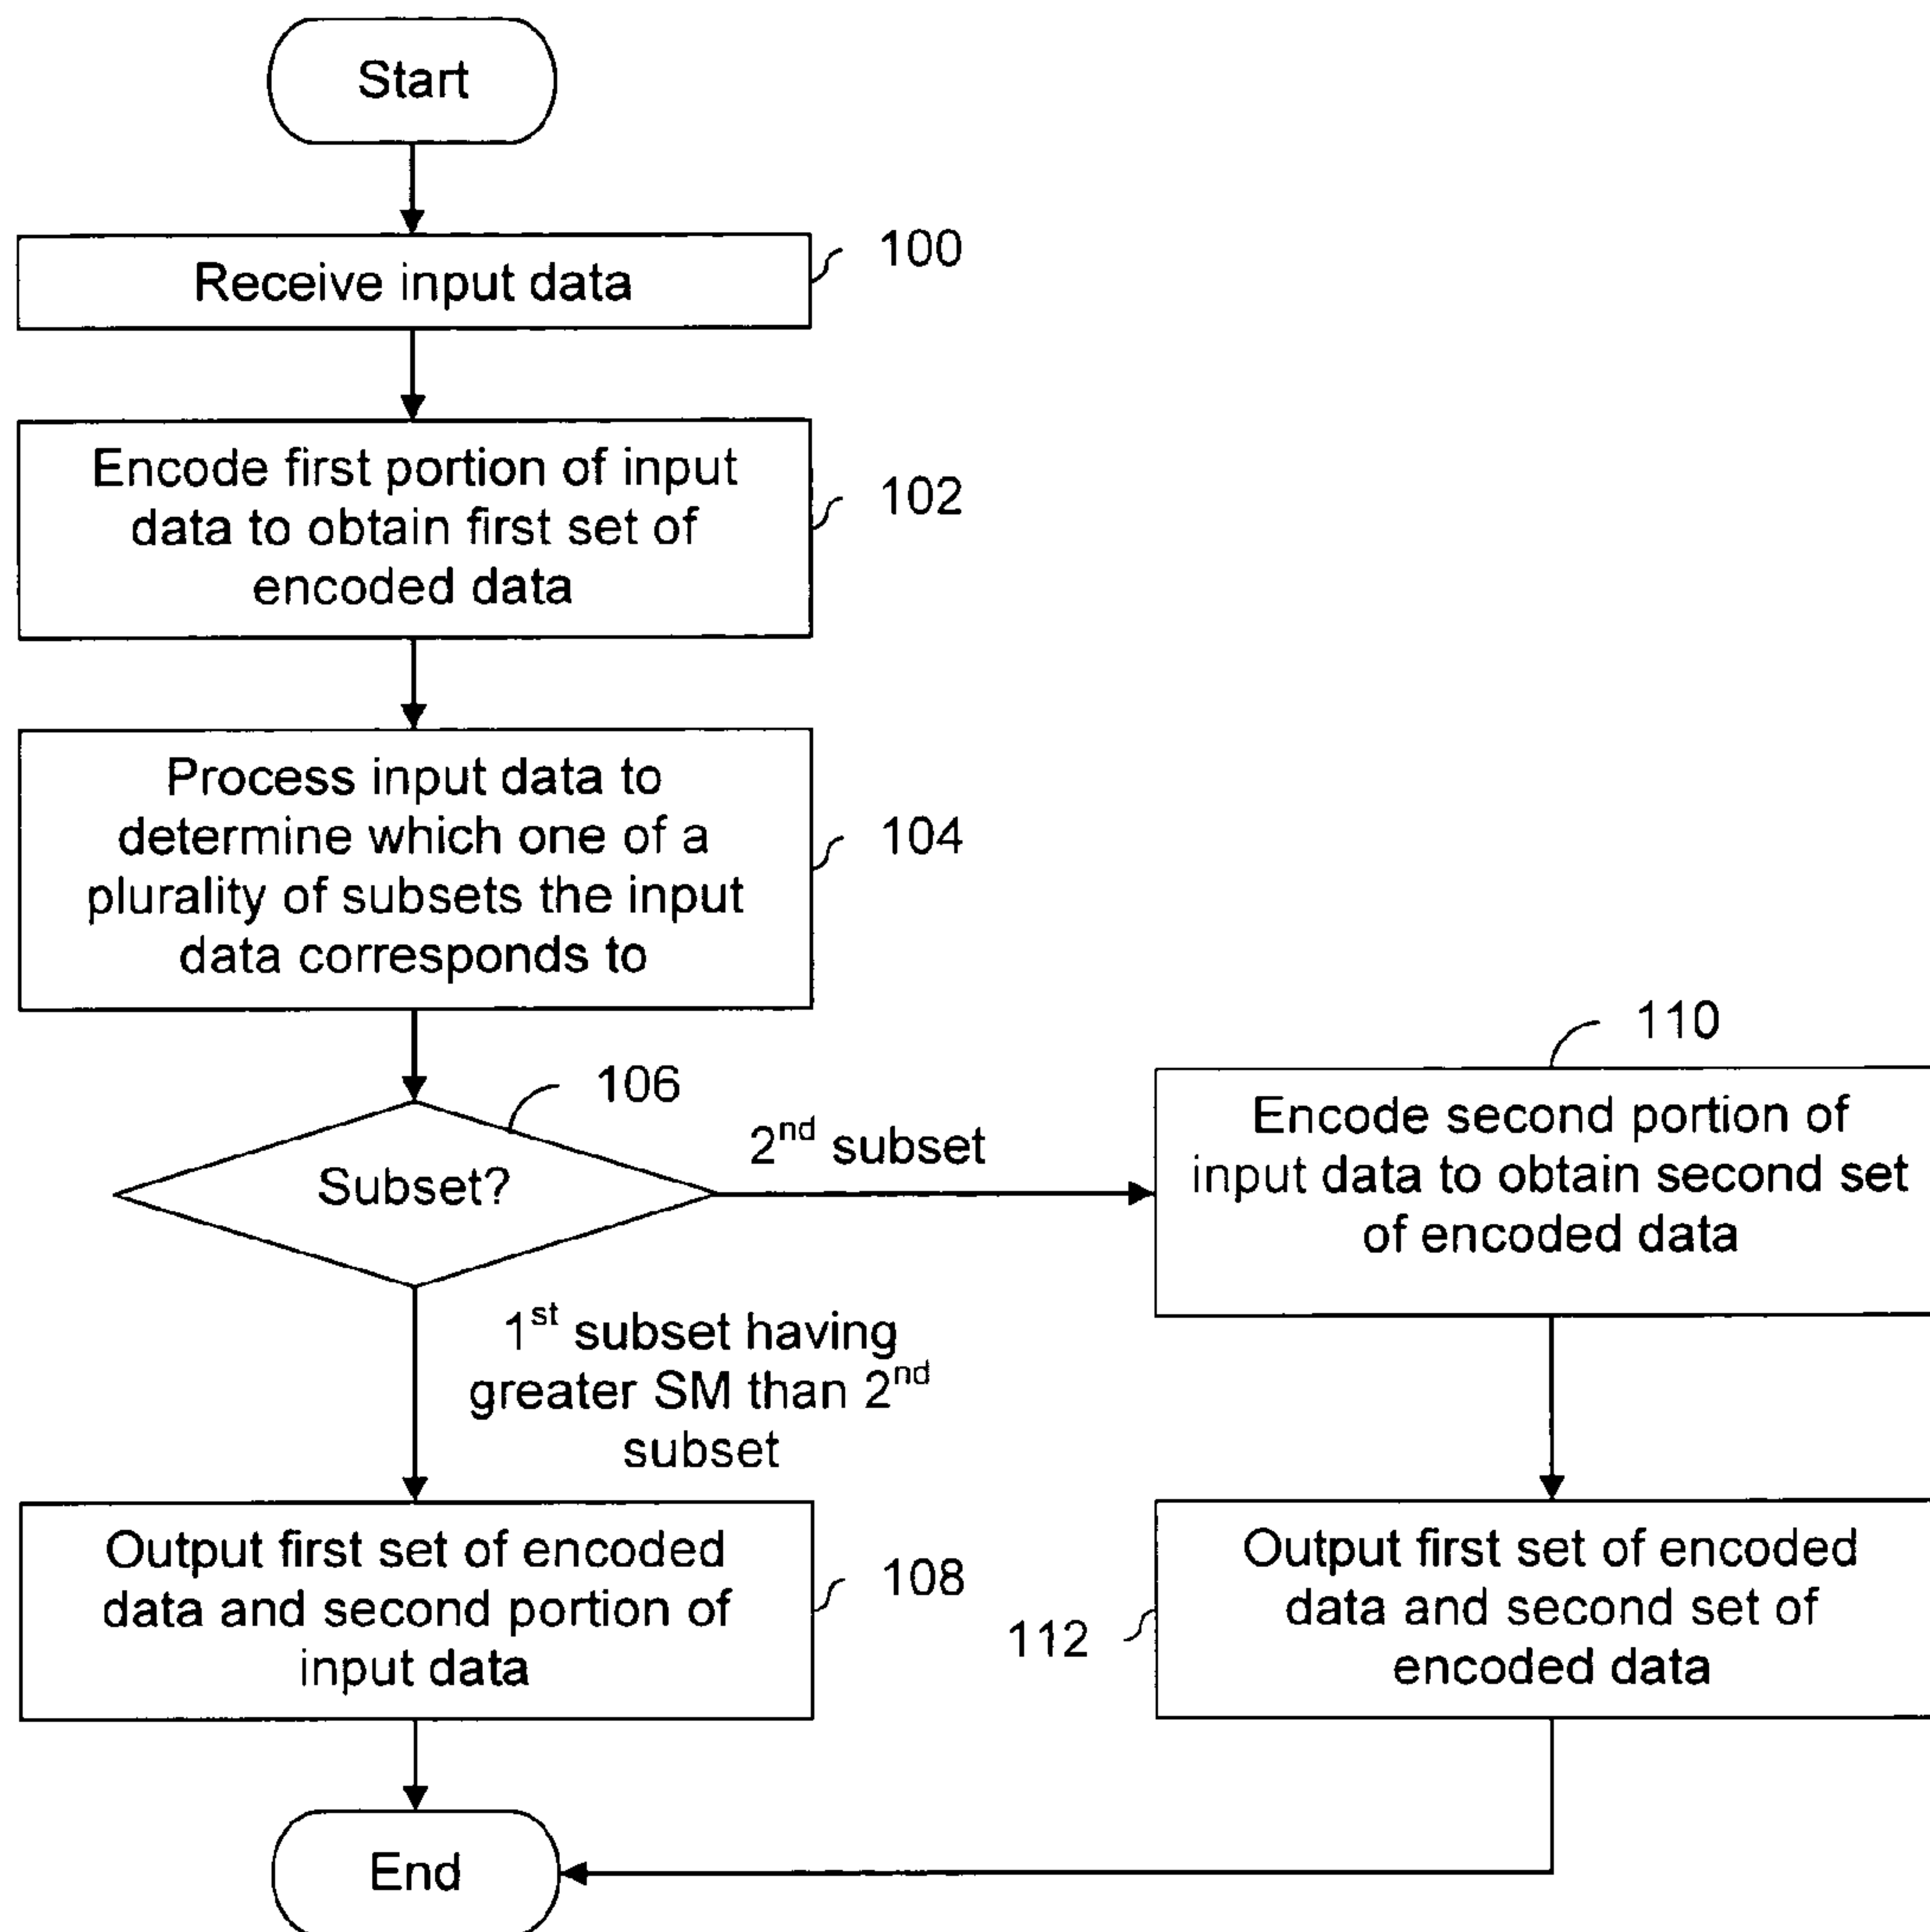 Start
Receive input data
100
Encode first portion of input
data to obtain first set of
encoded data
102
Process input data to
determine which one of a
plurality of subsets the input
data corresponds to
104
106
Subset?
2nd subset
110
Encode second portion of
input data to obtain second set
of encoded data
1st subset having
greater SM than 2nd
subset
Output first set of encoded
data and second portion of
input data
108
112
Output first set of encoded
data and second set of
encoded data
End